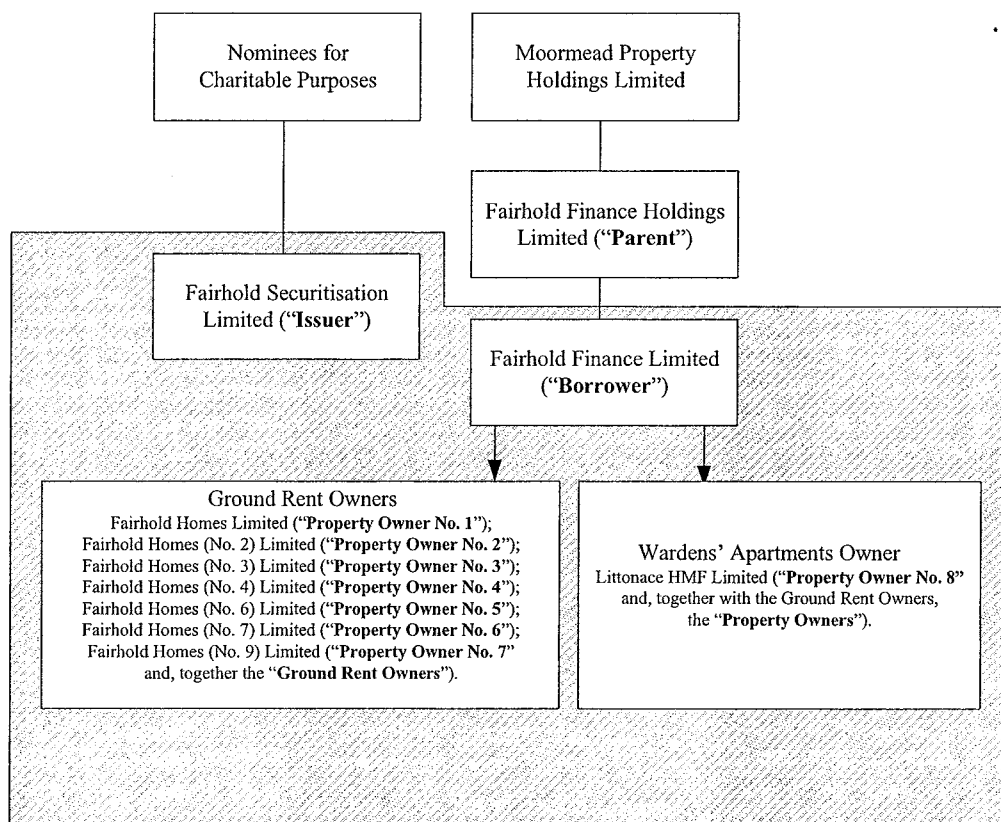 Nominees for
Charitable Purposes
Moormead Property
Holdings Limited
Fairhold Finance Holdings
Limited (“Parent”)
Fairhold Securitisation
Limited (“Issuer”)
Fairhold Finance Limited
(“Borrower”)
Ground Rent Owners
Fairhold Homes Limited (“Property Owner No. 1”);
Fairhold Homes (No. 2) Limited (“Property Owner No. 2”);
Fairhold Homes (No. 3) Limited (“Property Owner No. 3”);
Fairhold Homes (No. 4) Limited (“Property Owner No. 4”);
Fairhold Homes (No. 6) Limited (“Property Owner No. 5”);
Fairhold Homes (No. 7) Limited (“Property Owner No. 6”);
Fairhold Homes (No. 9) Limited (“Property Owner No. 7”
and, together the “Ground Rent Owners”).
Wardens’ Apartments Owner
Littonace HMF Limited (“Property Owner No. 8”
and, together with the Ground Rent Owners,
the “Property Owners”).